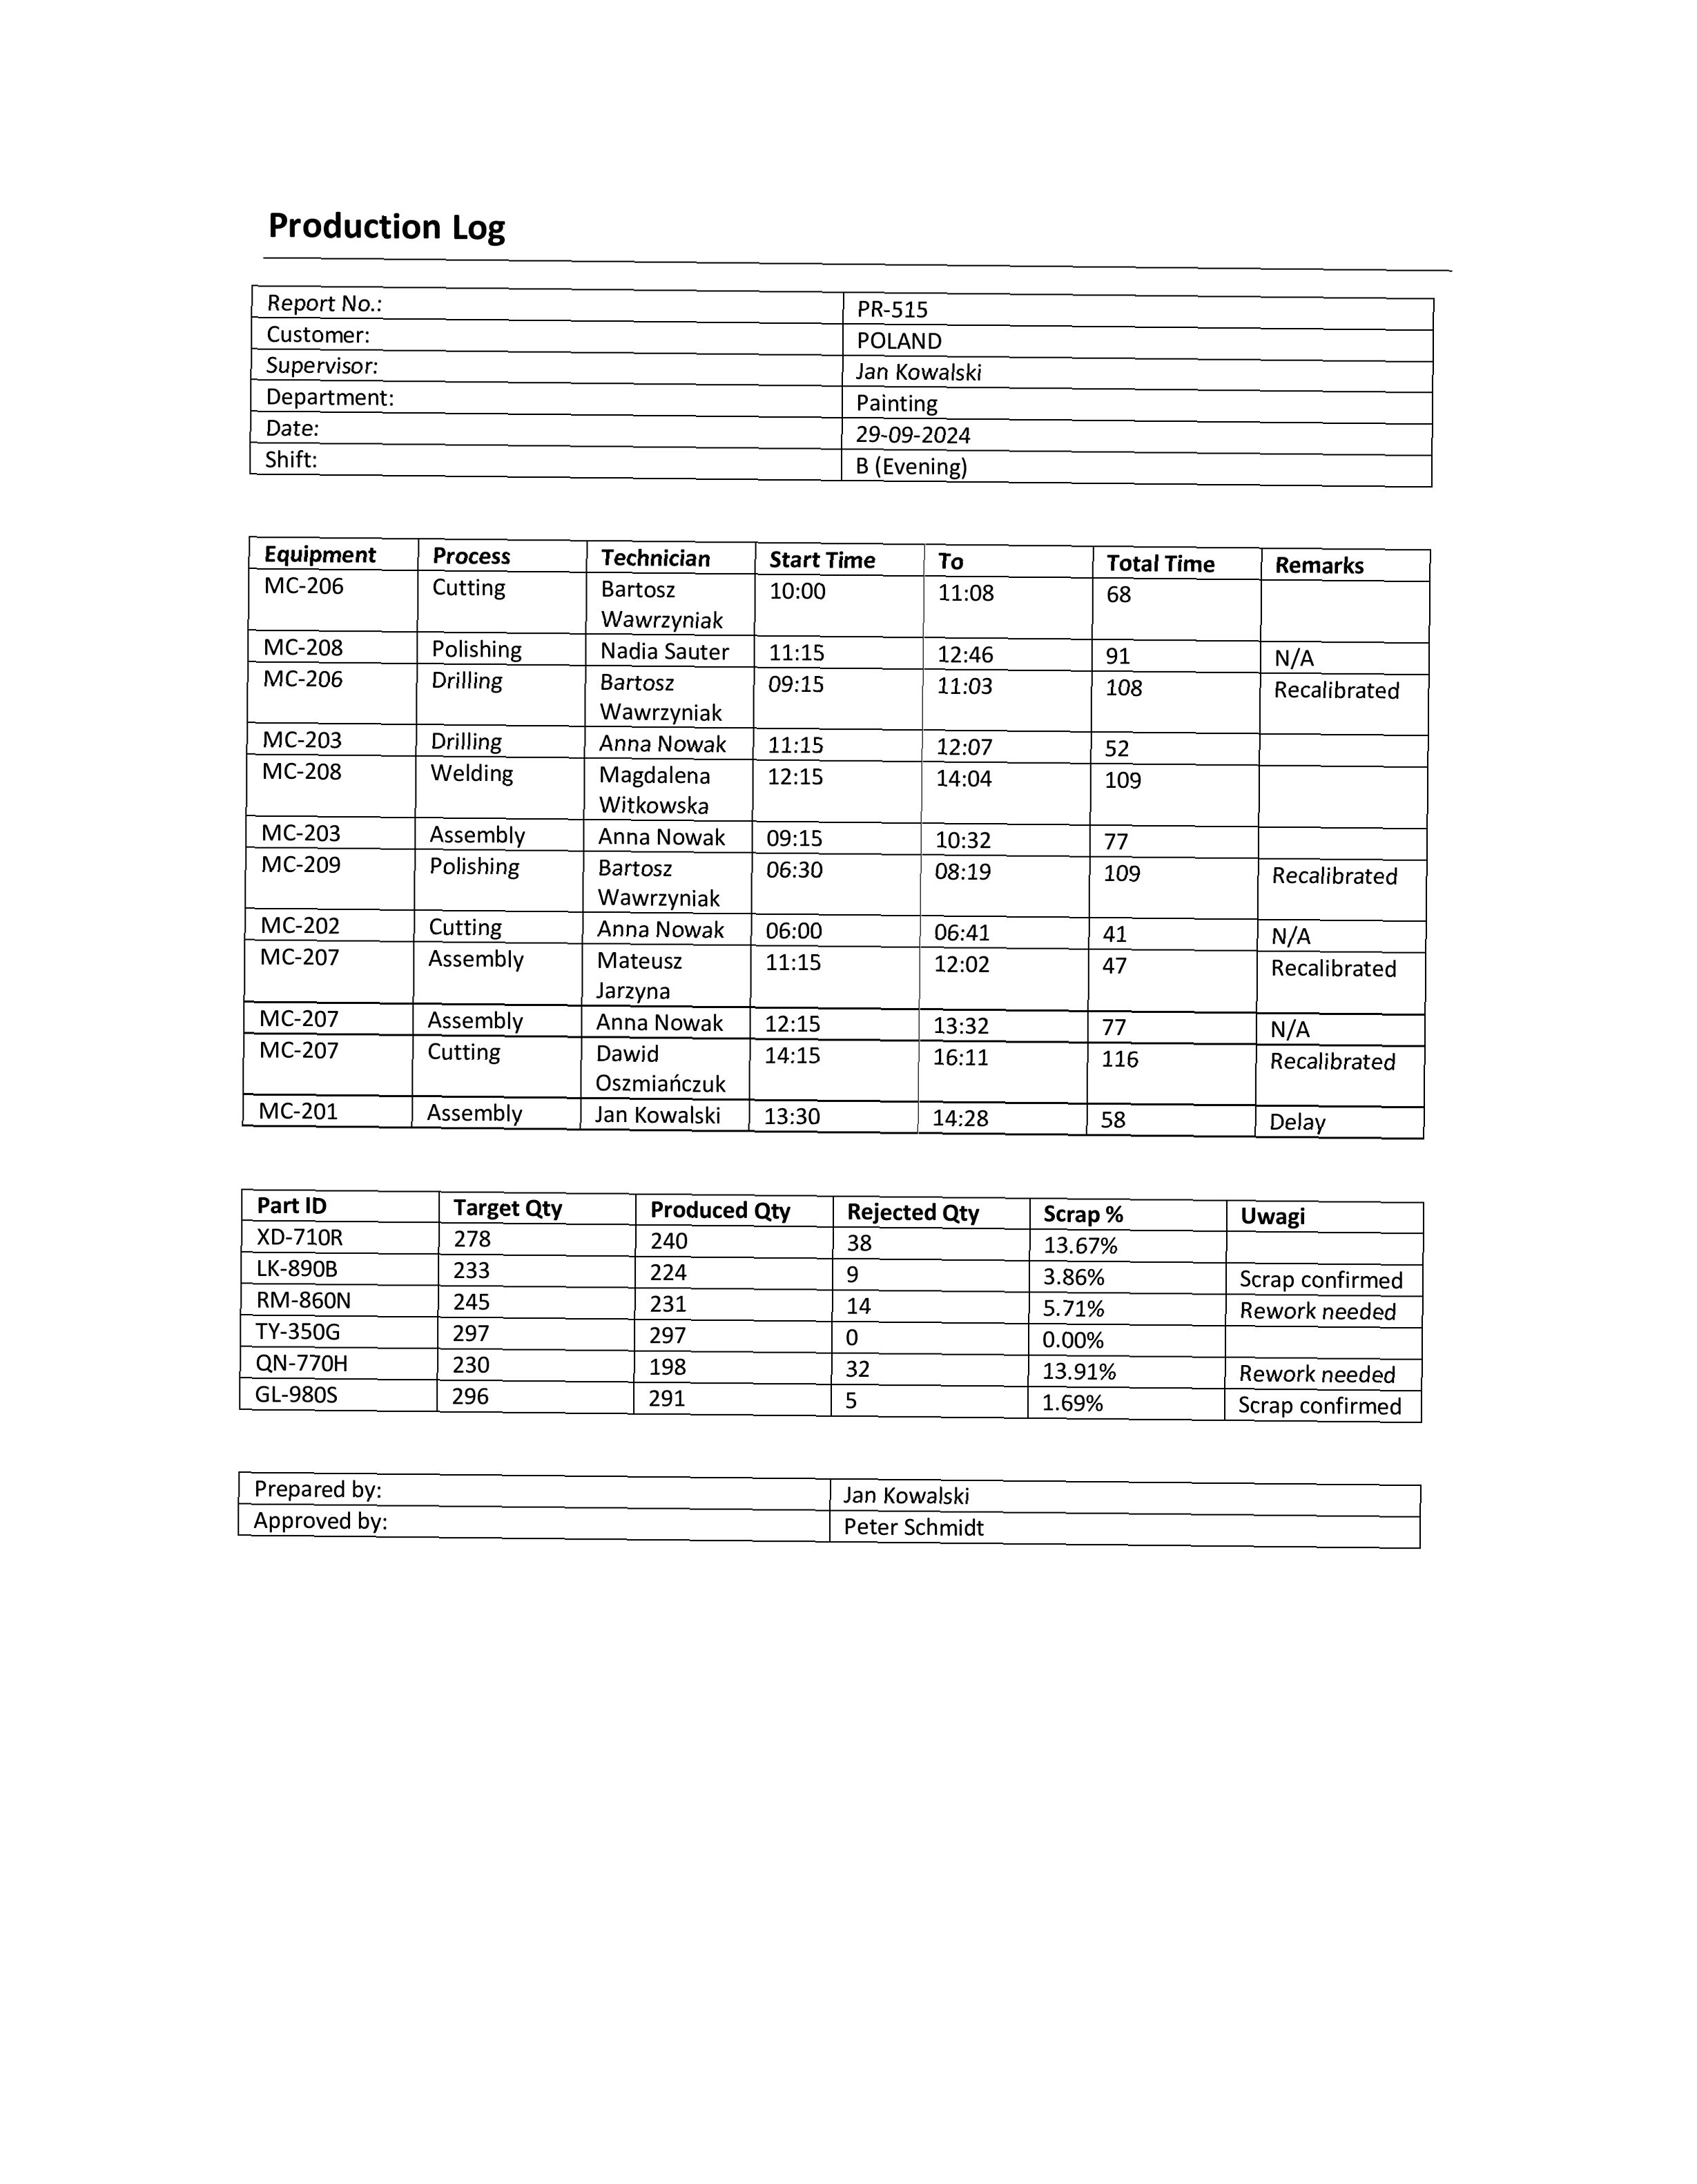 Production Log
Report No.: PR-515
Customer: POLAND
Supervisor: Jan Kowalski
Department: Painting
Date: 29-09-2024
Shift: B (Evening)
Equipment Process Technician Start Time To Total Time Remarks
MC-206 Cutting Bartosz Wawrzyniak 10:00 11:08 68
MC-208 Polishing Nadia Sauter 11:15 12:46 91 N/A
MC-206 Drilling Bartosz Wawrzyniak 09:15 11:03 108 Recalibrated
MC-203 Drilling Anna Nowak 11:15 12:07 52
MC-208 Welding Magdalena Witkowska 12:15 14:04 109
MC-203 Assembly Anna Nowak 09:15 10:32 77
MC-209 Polishing Bartosz Wawrzyniak 06:30 08:19 109 Recalibrated
MC-202 Cutting Anna Nowak 06:00 06:41 41 N/A
MC-207 Assembly Mateusz Jarzyna 11:15 12:02 47 Recalibrated
MC-207 Assembly Anna Nowak 12:15 13:32 77 N/A
MC-207 Cutting Dawid Oszmiańczuk 14:15 16:11 116 Recalibrated
MC-201 Assembly Jan Kowalski 13:30 14:28 58 Delay
Part ID Target Qty Produced Qty Rejected Qty Scrap % Uwagi
XD-710R 278 240 38 13.67%
LK-890B 233 224 9 3.86% Scrap confirmed
RM-860N 245 231 14 5.71% Rework needed
TY-350G 297 297 0 0.00%
QN-770H 230 198 32 13.91% Rework needed
GL-980S 296 291 5 1.69% Scrap confirmed
Prepared by: Jan Kowalski
Approved by: Peter Schmidt